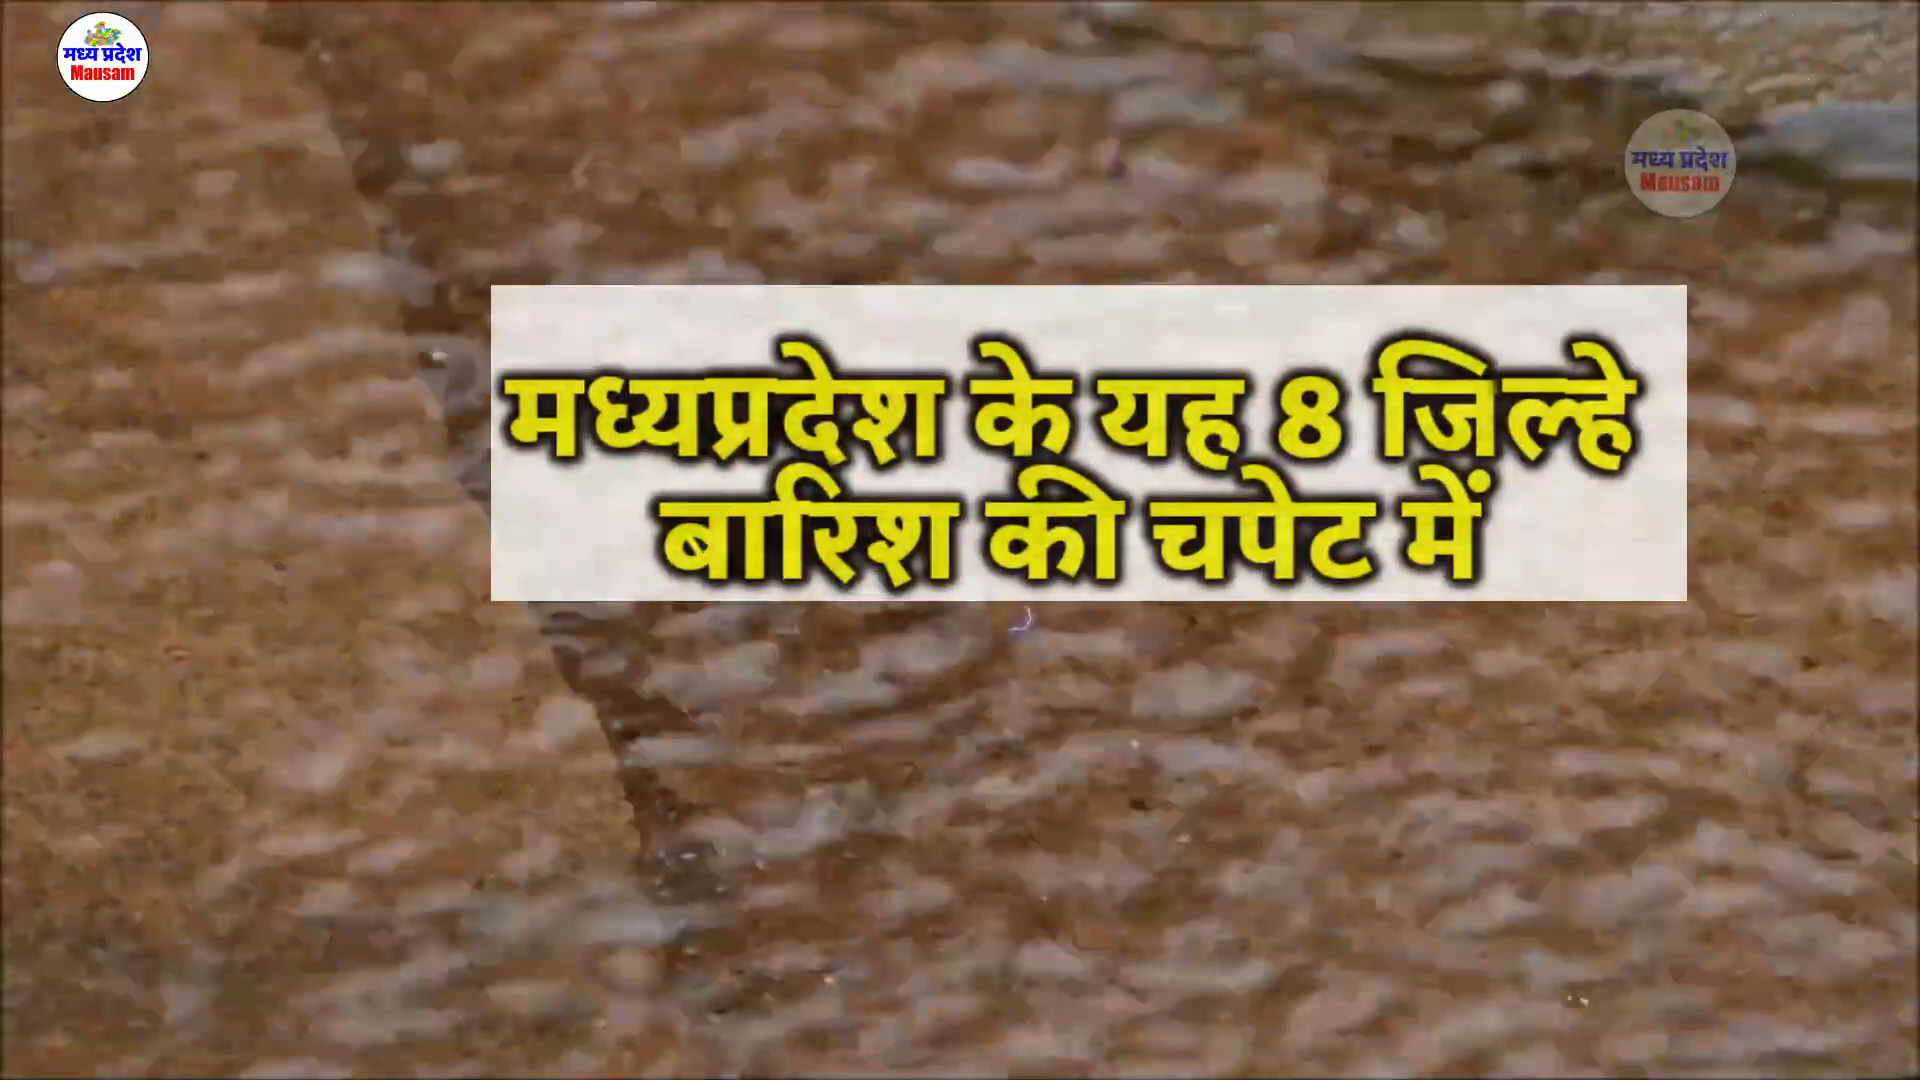 मध्य प्रदेश
Mausam
मध्य प्रदेश
Mausam
मध्यप्रदेश के यह 8 जिल्हे
बारिश की चपेट में